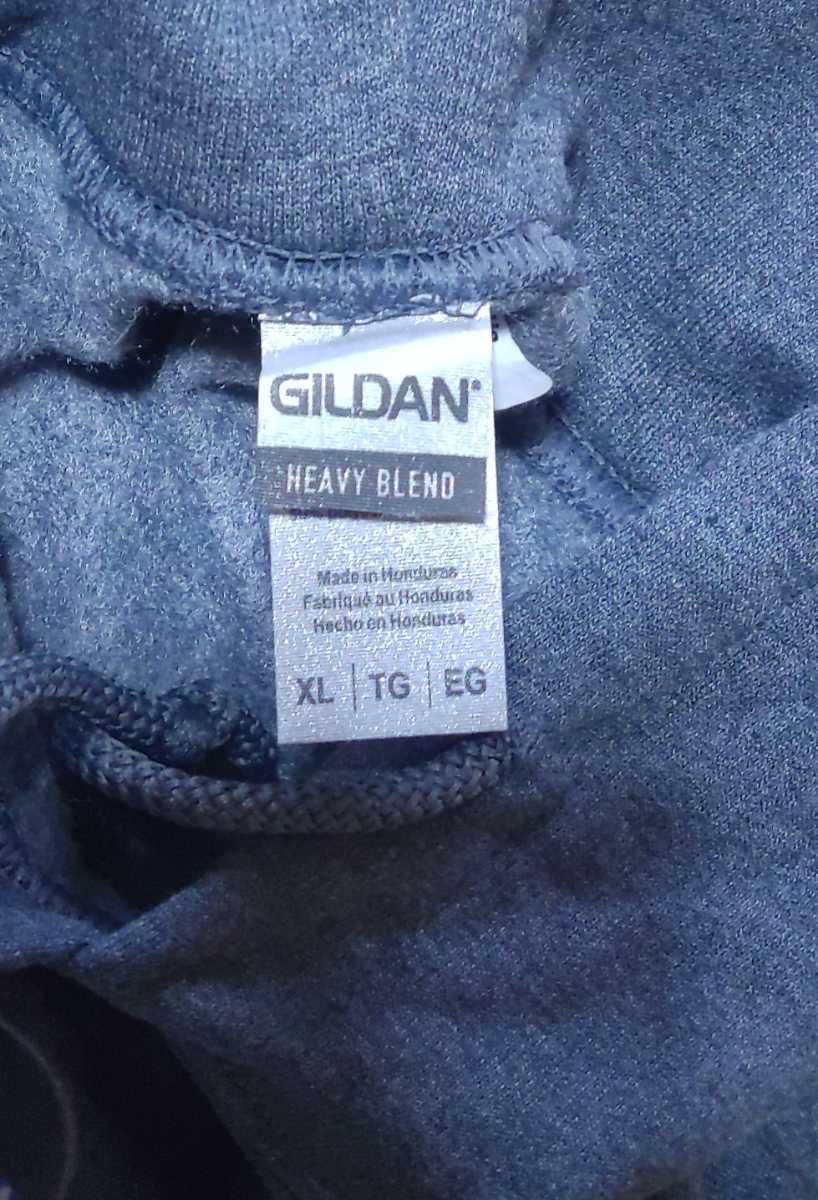 GILDAN®
HEAVY BLEND
Made in Honduras
Fabriqué au Honduras
Hecho en Honduras
XL | TG | EG